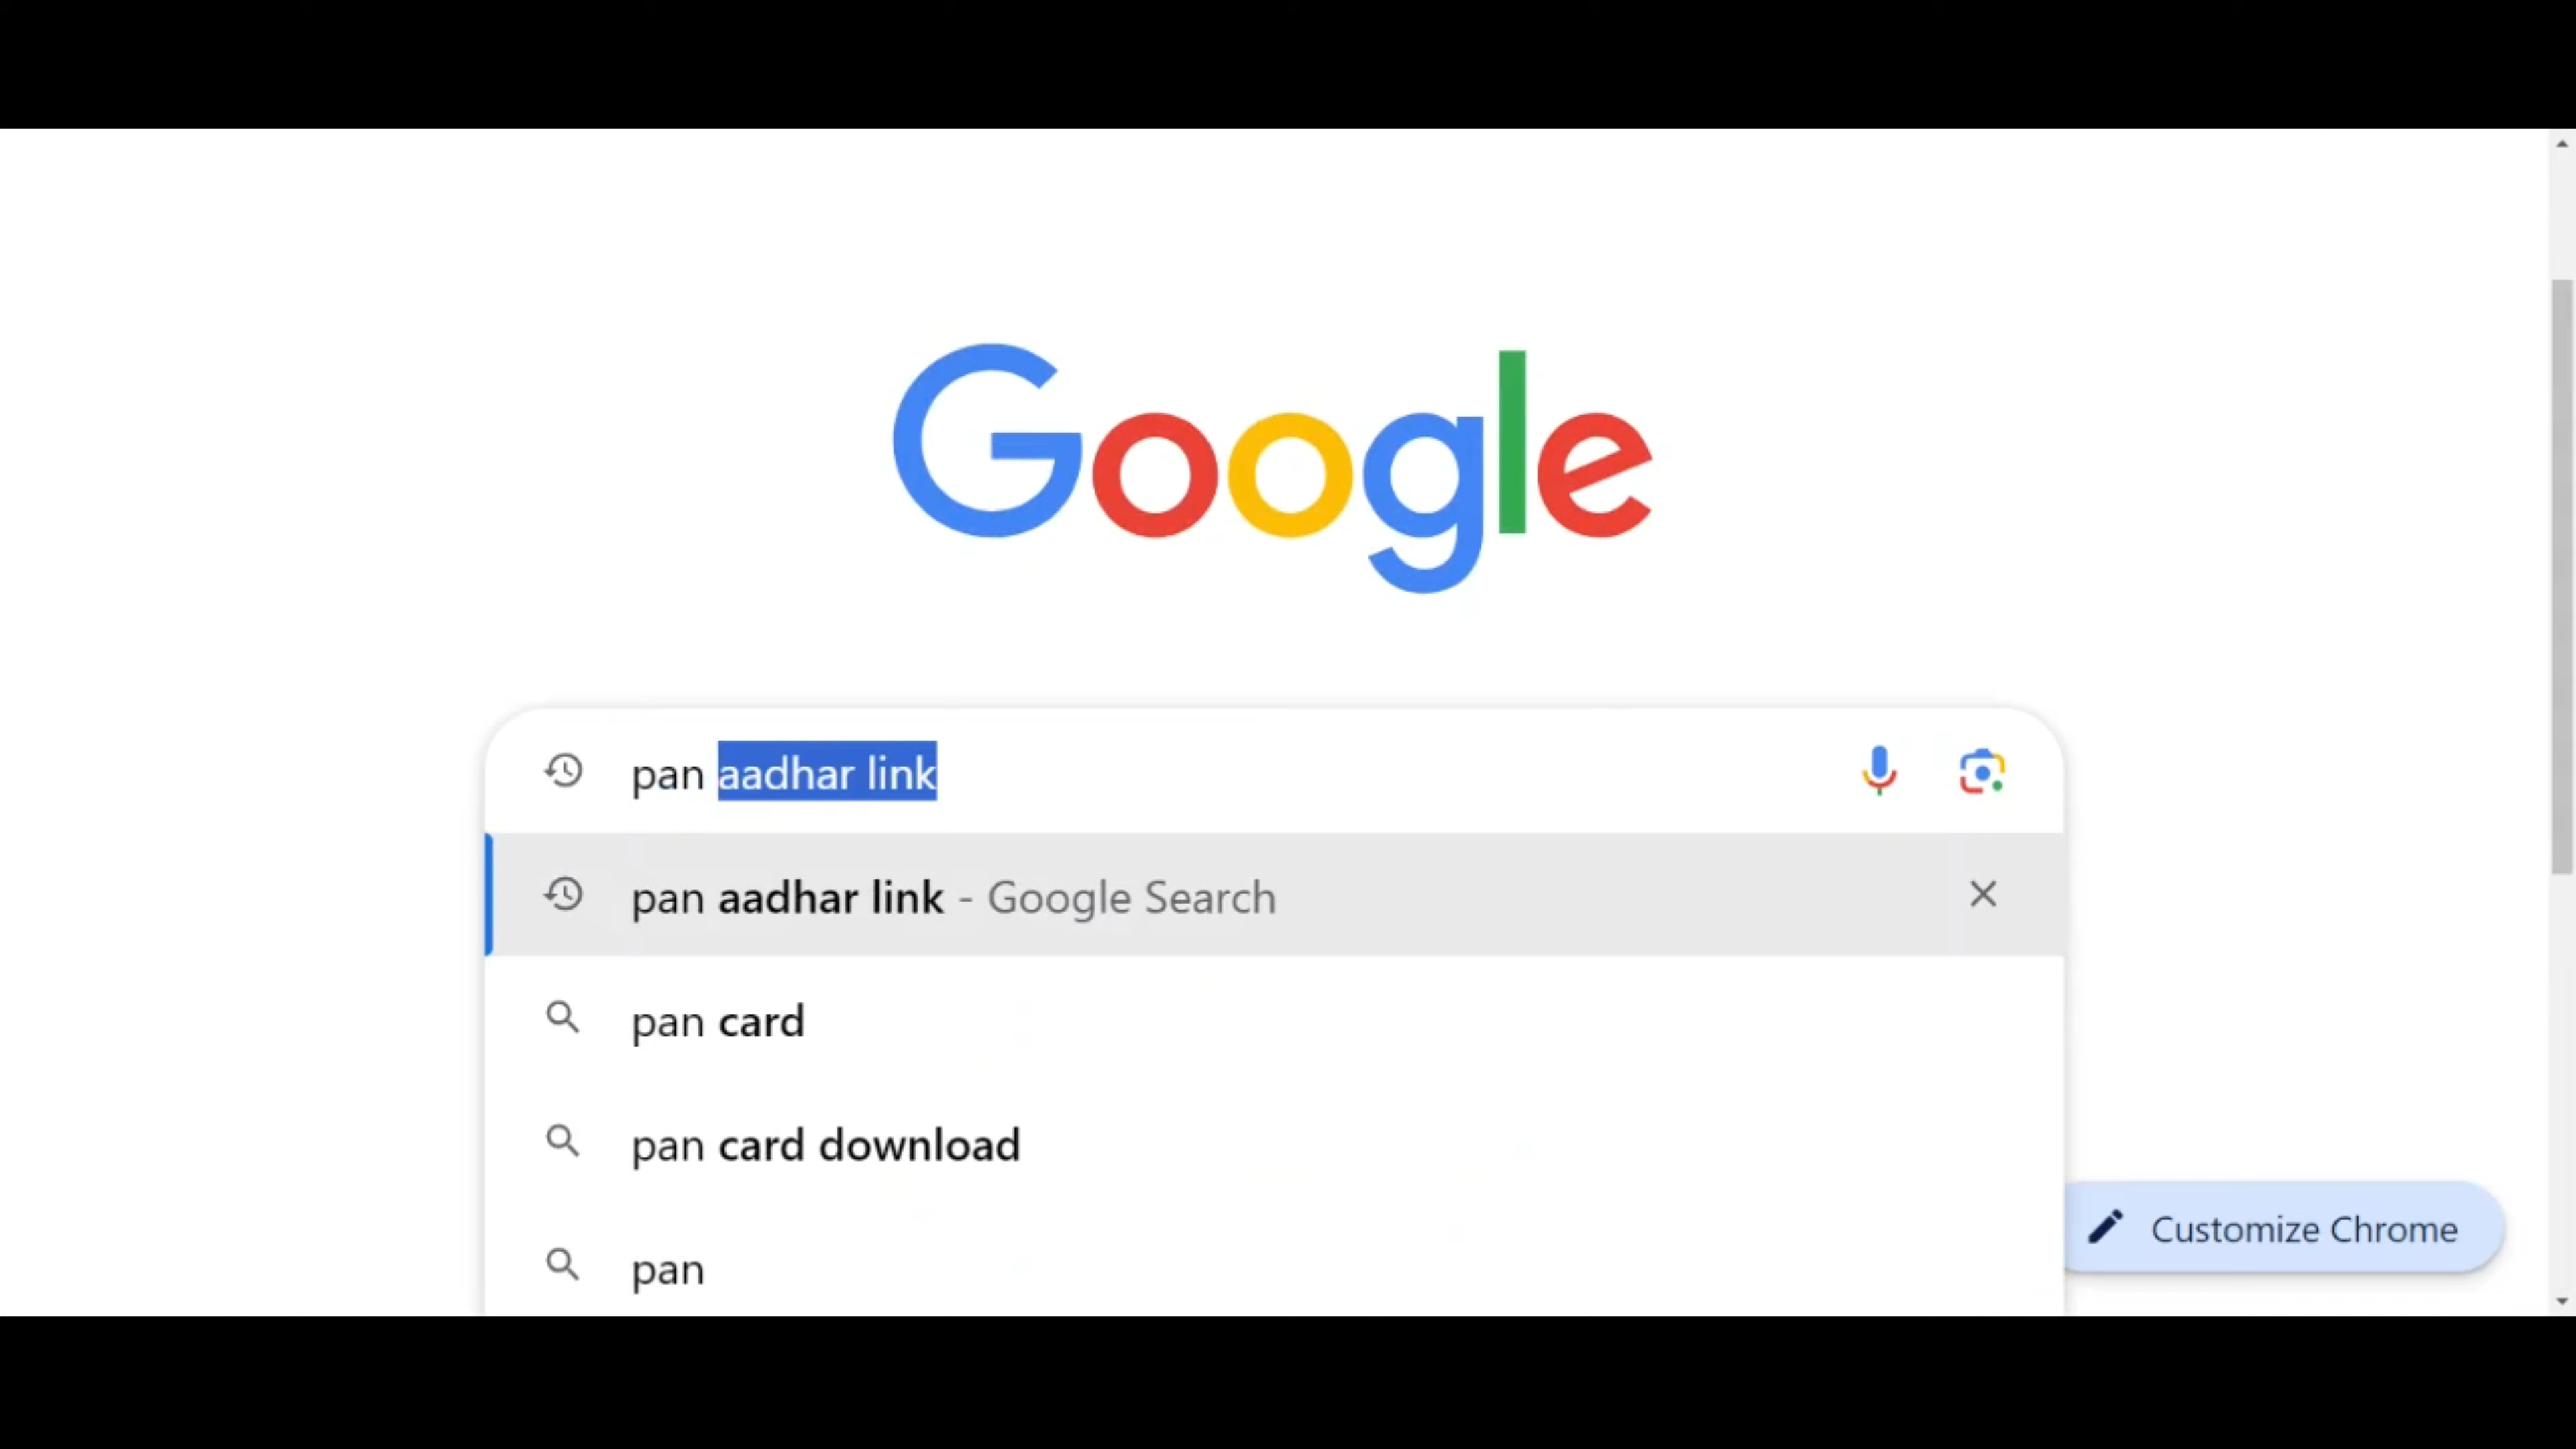 Google
pan aadhar link
pan aadhar link - Google Search
pan card
pan card download
pan
Customize Chrome